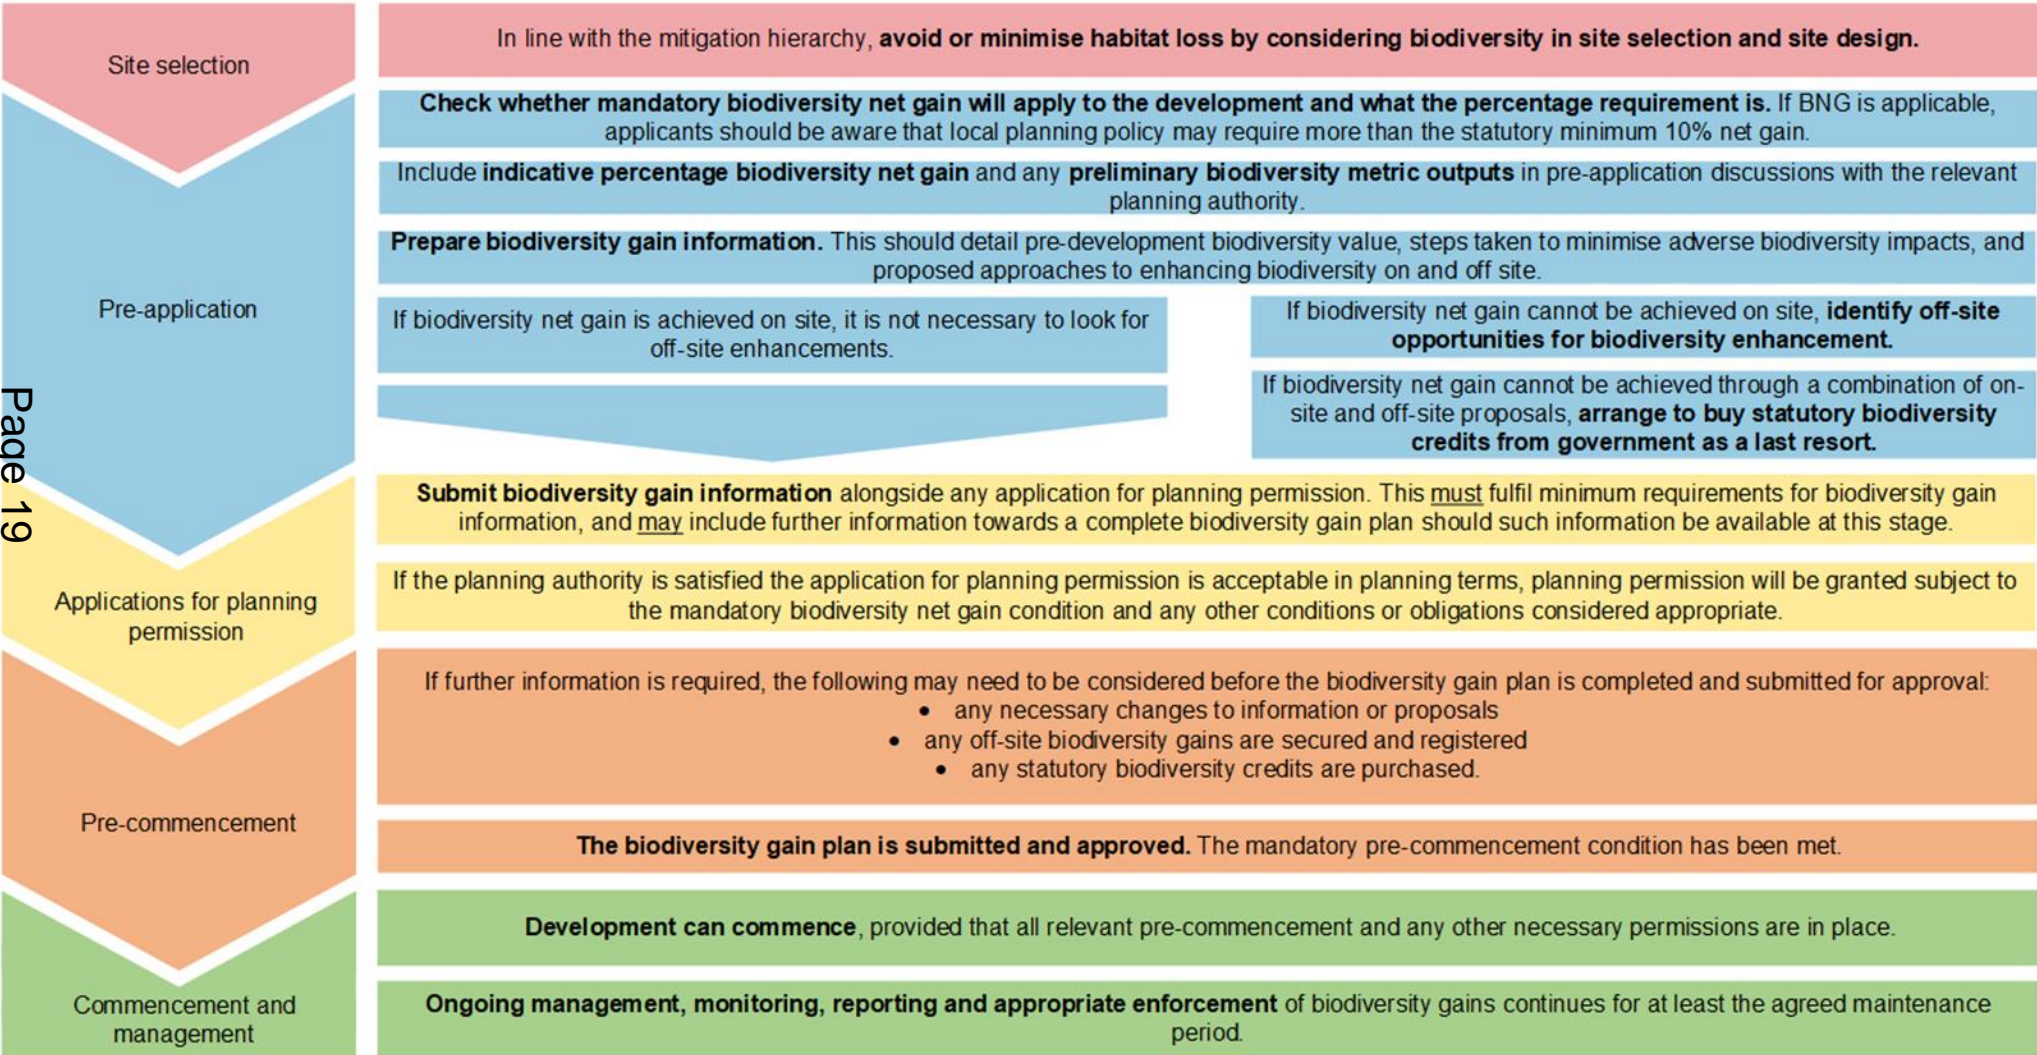 Site selection
In line with the mitigation hierarchy, avoid or minimise habitat loss by considering biodiversity in site selection and site design.
Pre-application
Check whether mandatory biodiversity net gain will apply to the development and what the percentage requirement is. If BNG is applicable,
applicants should be aware that local planning policy may require more than the statutory minimum 10% net gain.
Include indicative percentage biodiversity net gain and any preliminary biodiversity metric outputs in pre-application discussions with the relevant
planning authority.
Prepare biodiversity gain information. This should detail pre-development biodiversity value, steps taken to minimise adverse biodiversity impacts, and
proposed approaches to enhancing biodiversity on and off site.
If biodiversity net gain is achieved on site, it is not necessary to look for
off-site enhancements.
If biodiversity net gain cannot be achieved on site, identify off-site
opportunities for biodiversity enhancement.
If biodiversity net gain cannot be achieved through a combination of on-
site and off-site proposals, arrange to buy statutory biodiversity
credits from government as a last resort.
Page 19
Applications for planning
permission
Submit biodiversity gain information alongside any application for planning permission. This must fulfil minimum requirements for biodiversity gain
information, and may include further information towards a complete biodiversity gain plan should such information be available at this stage.
If the planning authority is satisfied the application for planning permission is acceptable in planning terms, planning permission will be granted subject to
the mandatory biodiversity net gain condition and any other conditions or obligations considered appropriate.
Pre-commencement
If further information is required, the following may need to be considered before the biodiversity gain plan is completed and submitted for approval:
• any necessary changes to information or proposals
• any off-site biodiversity gains are secured and registered
• any statutory biodiversity credits are purchased.
The biodiversity gain plan is submitted and approved. The mandatory pre-commencement condition has been met.
Commencement and
management
Development can commence, provided that all relevant pre-commencement and any other necessary permissions are in place.
Ongoing management, monitoring, reporting and appropriate enforcement of biodiversity gains continues for at least the agreed maintenance
period.